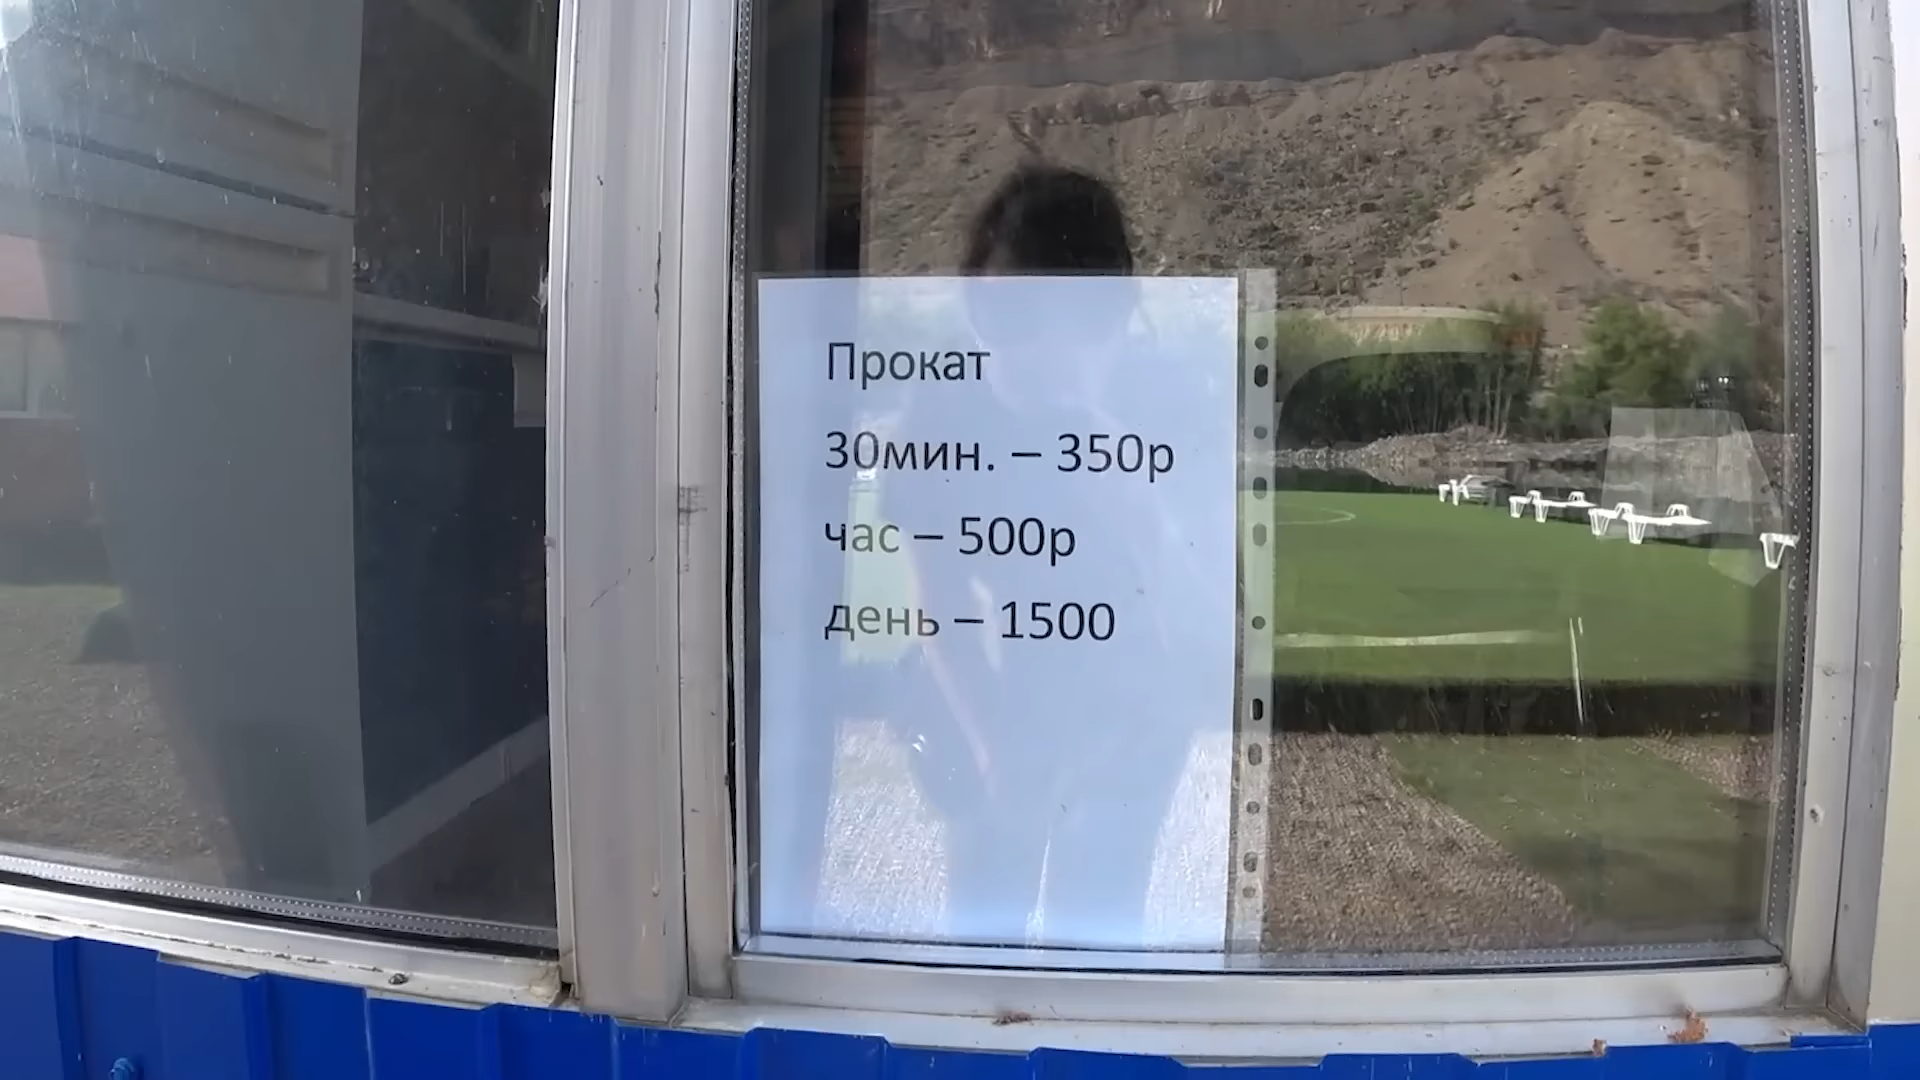 Прокат
30мин. – 350р
час – 500р
день – 1500